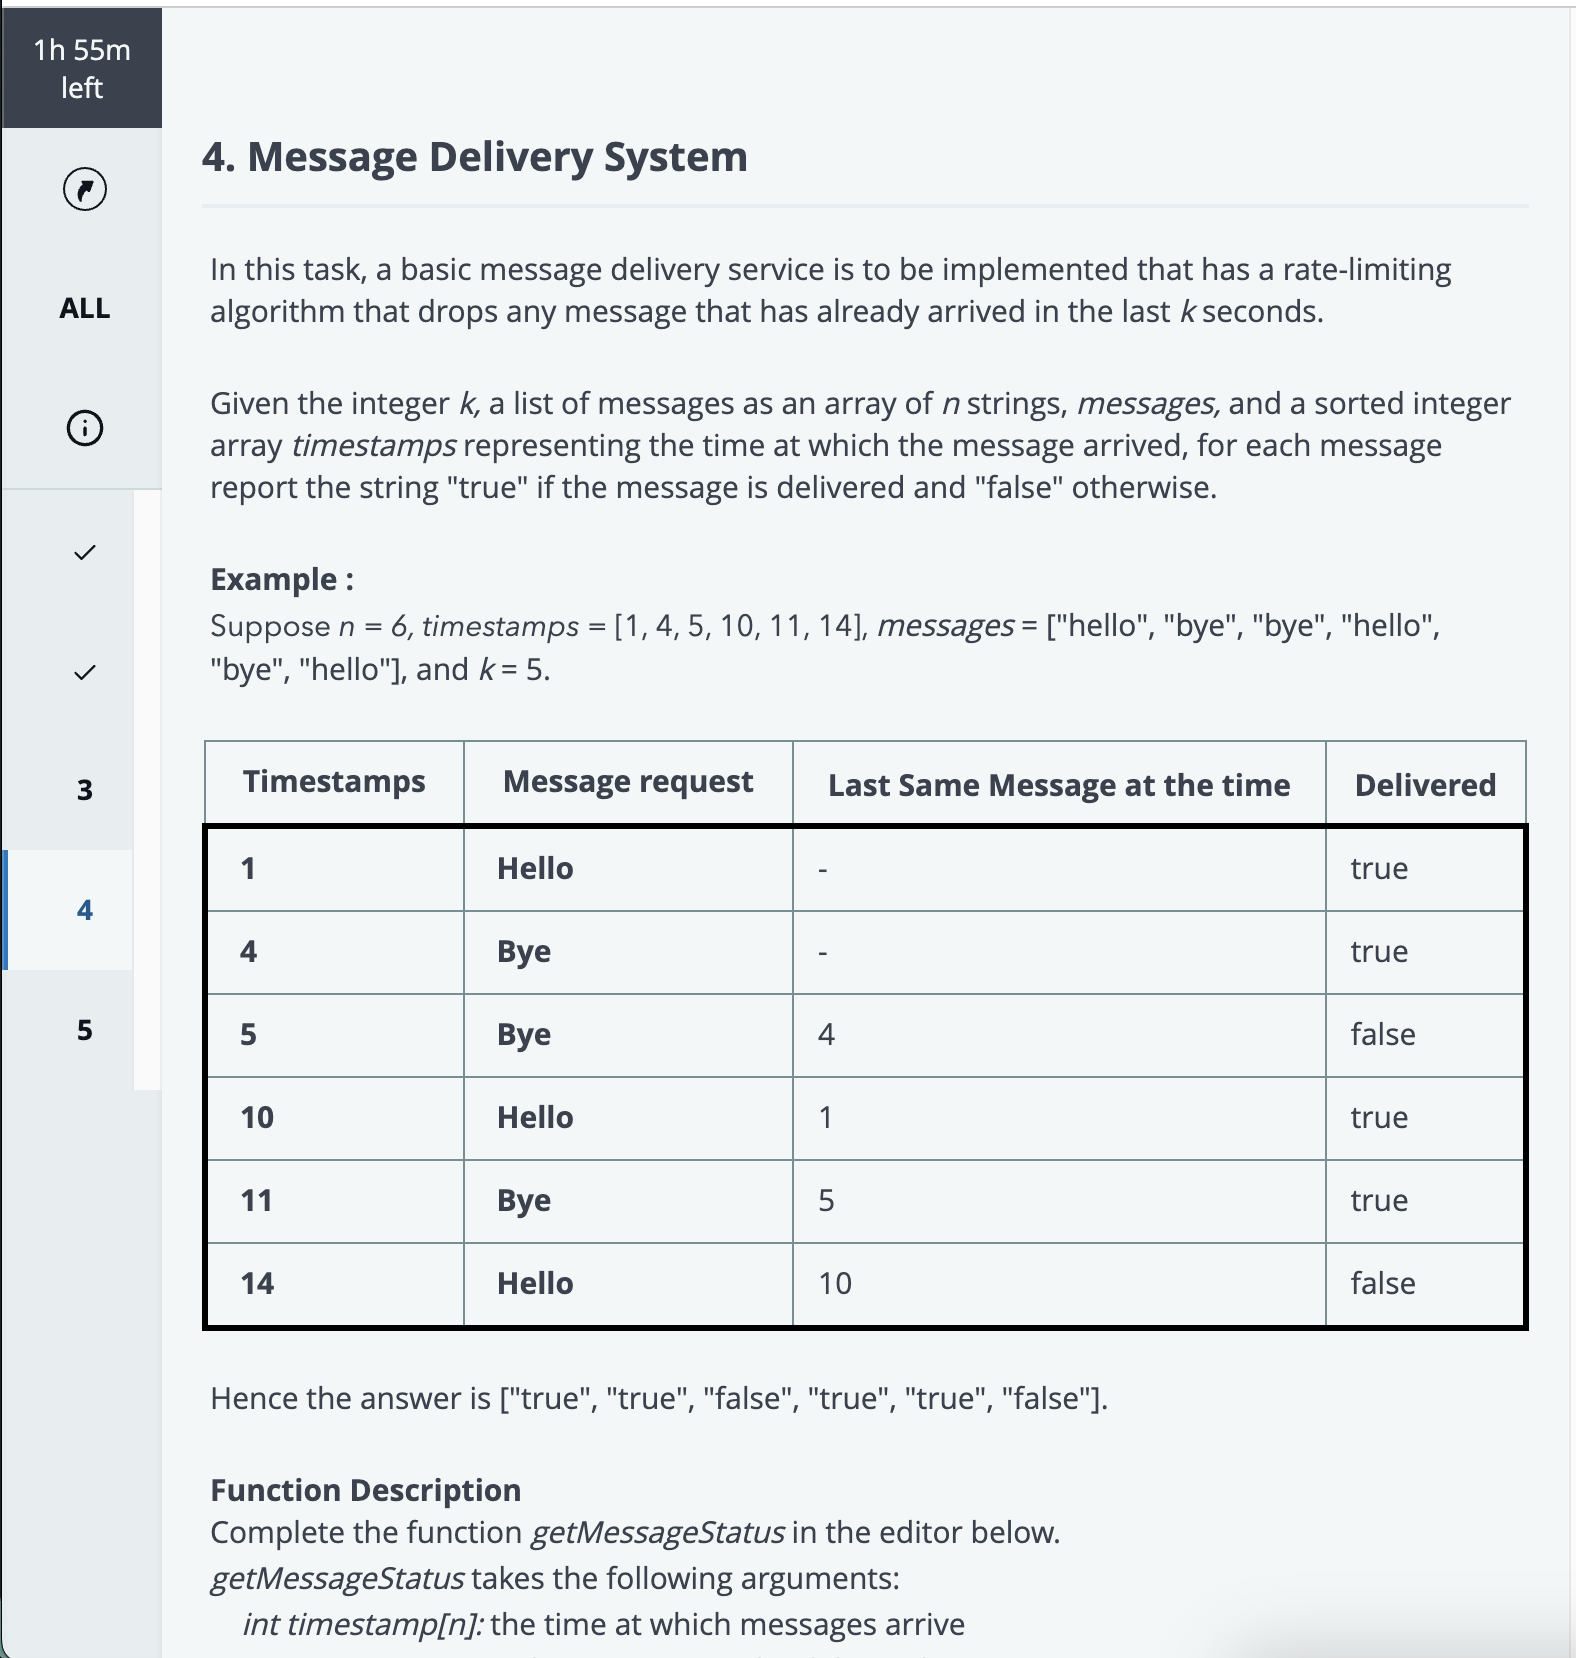 1h 55m
left
ALL
3
4
5
4. Message Delivery System
In this task, a basic message delivery service is to be implemented that has a rate-limiting
algorithm that drops any message that has already arrived in the last k seconds.
Given the integer k, a list of messages as an array of n strings, messages, and a sorted integer
array timestamps representing the time at which the message arrived, for each message
report the string "true" if the message is delivered and "false" otherwise.
Example :
Suppose n = 6, timestamps = [1, 4, 5, 10, 11, 14], messages = ["hello", "bye", "bye", "hello",
"bye", "hello"], and k = 5.
Timestamps Message request Last Same Message at the time Delivered
1 Hello - true
4 Bye - true
5 Bye 4 false
10 Hello 1 true
11 Bye 5 true
14 Hello 10 false
Hence the answer is ["true", "true", "false", "true", "true", "false"].
Function Description
Complete the function getMessageStatus in the editor below.
getMessageStatus takes the following arguments:
int timestamp[n]: the time at which messages arrive